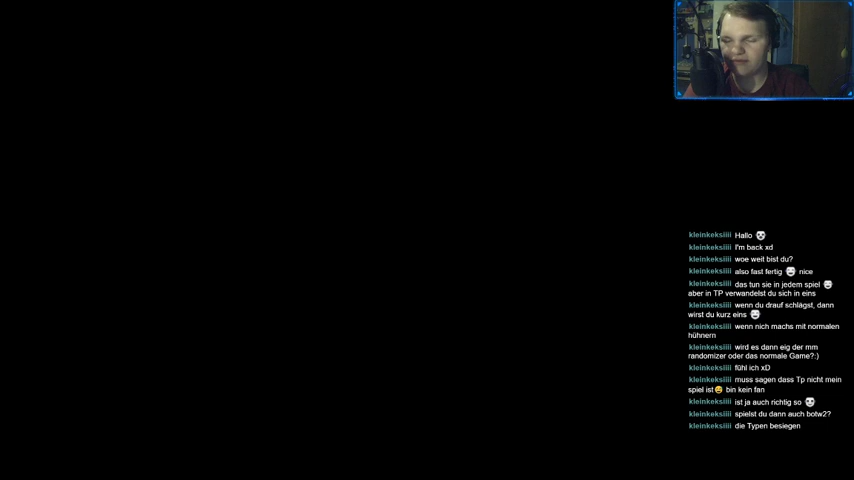 kleinkeksiiii Hallo
kleinkeksiiii I'm back xd
kleinkeksiiii woe weit bist du?
kleinkeksiiii also fast fertig nice
kleinkeksiiii das tun sie in jedem spiel
aber in TP verwandelst du sich in eins
kleinkeksiiii wenn du drauf schlägst, dann
wirst du kurz eins
kleinkeksiiii wenn nich machs mit normalen
hühnern
kleinkeksiiii wird es dann eig der mm
randomizer oder das normale Game?:)
kleinkeksiiii fühl ich xD
kleinkeksiiii muss sagen dass Tp nicht mein
spiel ist bin kein fan
kleinkeksiiii ist ja auch richtig so
kleinkeksiiii spielst du dann auch botw2?
kleinkeksiiii die Typen besiegen